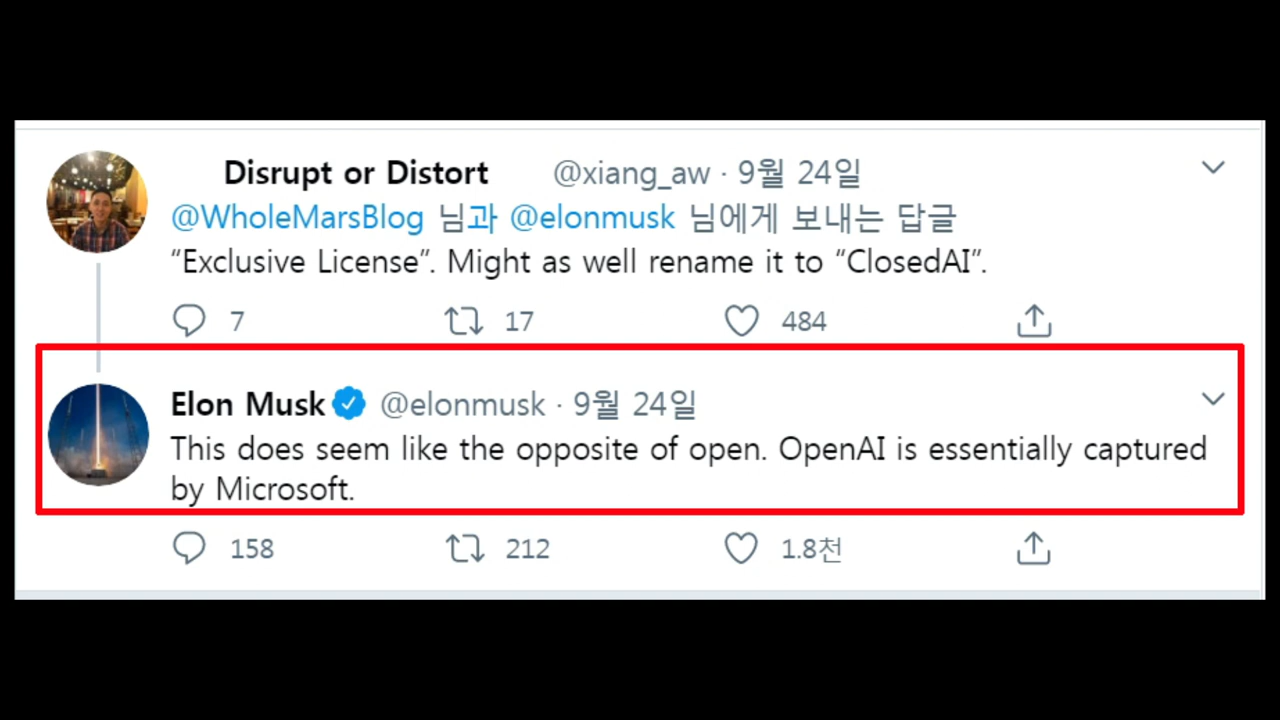 Disrupt or Distort @xiang_aw · 9월 24일
@WholeMarsBlog 님과 @elonmusk 님에게 보내는 답글
“Exclusive License”. Might as well rename it to “ClosedAI”.
7 17 484
Elon Musk @elonmusk · 9월 24일
This does seem like the opposite of open. OpenAI is essentially captured
by Microsoft.
158 212 1.8천